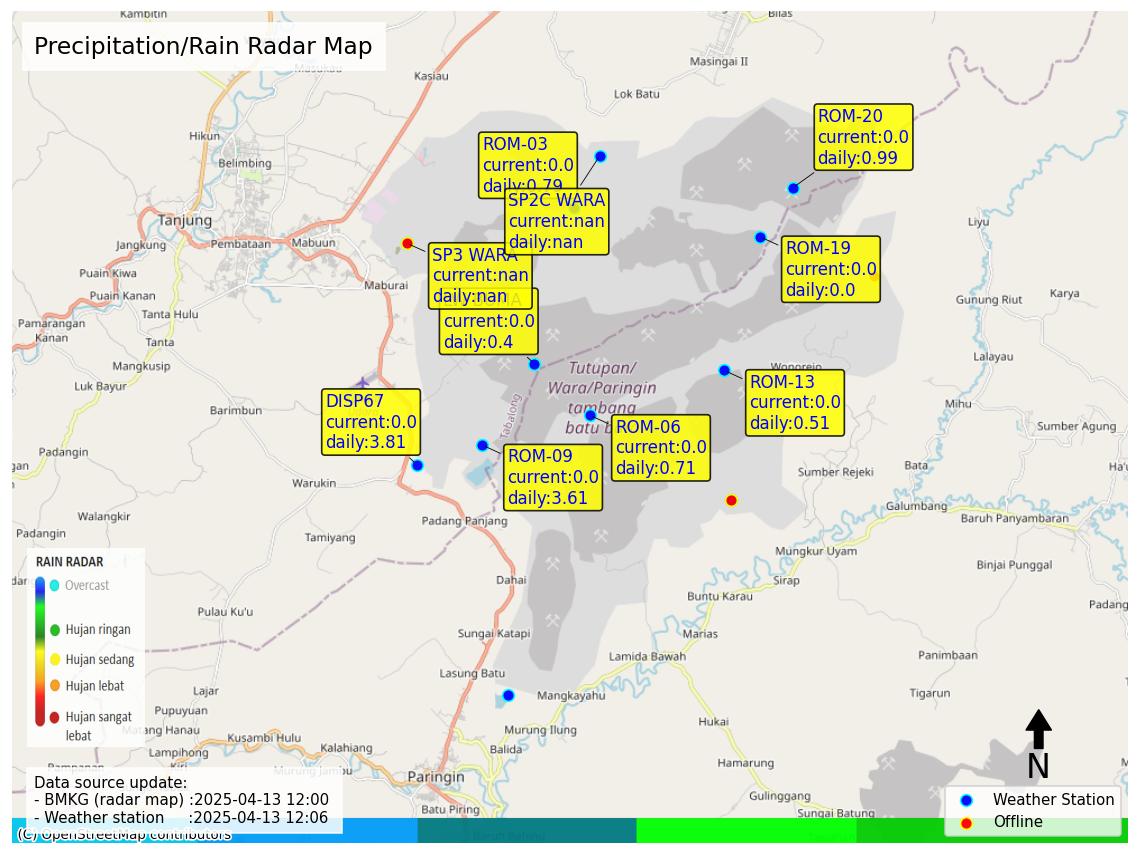 Kambitin
Bilas
Precipitation/Rain Radar Map
Masukau
Kasiau
Masingai II
Lok Batu
Hikun
Belimbing
ROM-03
current:0.0
daily:0.79
ROM-20
current:0.0
daily:0.99
SP2C WARA
current:nan
daily:nan
Tanjung
Jangkung
Pembataan
Mabuun
Liyu
SP3 WARA
current:nan
daily:nan
ROM-19
current:0.0
daily:0.0
Puain Kiwa
Maburai
Puain Kanan
Karya
Gunung Riut
Tanta Hulu
current:0.0
daily:0.4
Pamarangan
Kanan
Tanta
Lalayau
Mangkusip
Wonorejo
Tutupan/
Wara/Paringin
tambang
batu b
Luk Bayur
ROM-13
current:0.0
daily:0.51
DISP67
current:0.0
daily:3.81
Barimbun
Tabalong
Mihu
ROM-06
current:0.0
daily:0.71
Sumber Agung
Padangin
ROM-09
current:0.0
daily:3.61
gan
Bata
Sumber Rejeki
Warukin
Galumbang
Walangkir
Padang Panjang
Baruh Panyambaran
Padangin
Tamiyang
Mungkur Uyam
Binjai Punggal
RAIN RADAR
Overcast
Hujan ringan
Hujan sedang
Hujan lebat
Hujan sangat
lebat
Dahai
Sirap
Buntu Karau
Padang
Pulau Ku'u
Sungai Katapi
Marias
Lamida Bawah
Panimbaan
Lasung Batu
Lajar
Mangkayahu
Tigarun
Pupuyuan
Hukai
Matang Hanau
Murung Ilung
Kusambi Hulu
Kalahiang
Lampihong
Balida
Hamarung
Kiri
Pampanan
Murung Jambu
Paringin
N
Data source update:
- BMKG (radar map) :2025-04-13 12:00
- Weather station :2025-04-13 12:06
Gulinggang
Batu Piring
Sungai Batung
Weather Station
Offline
(C) OpenStreetMap contributors